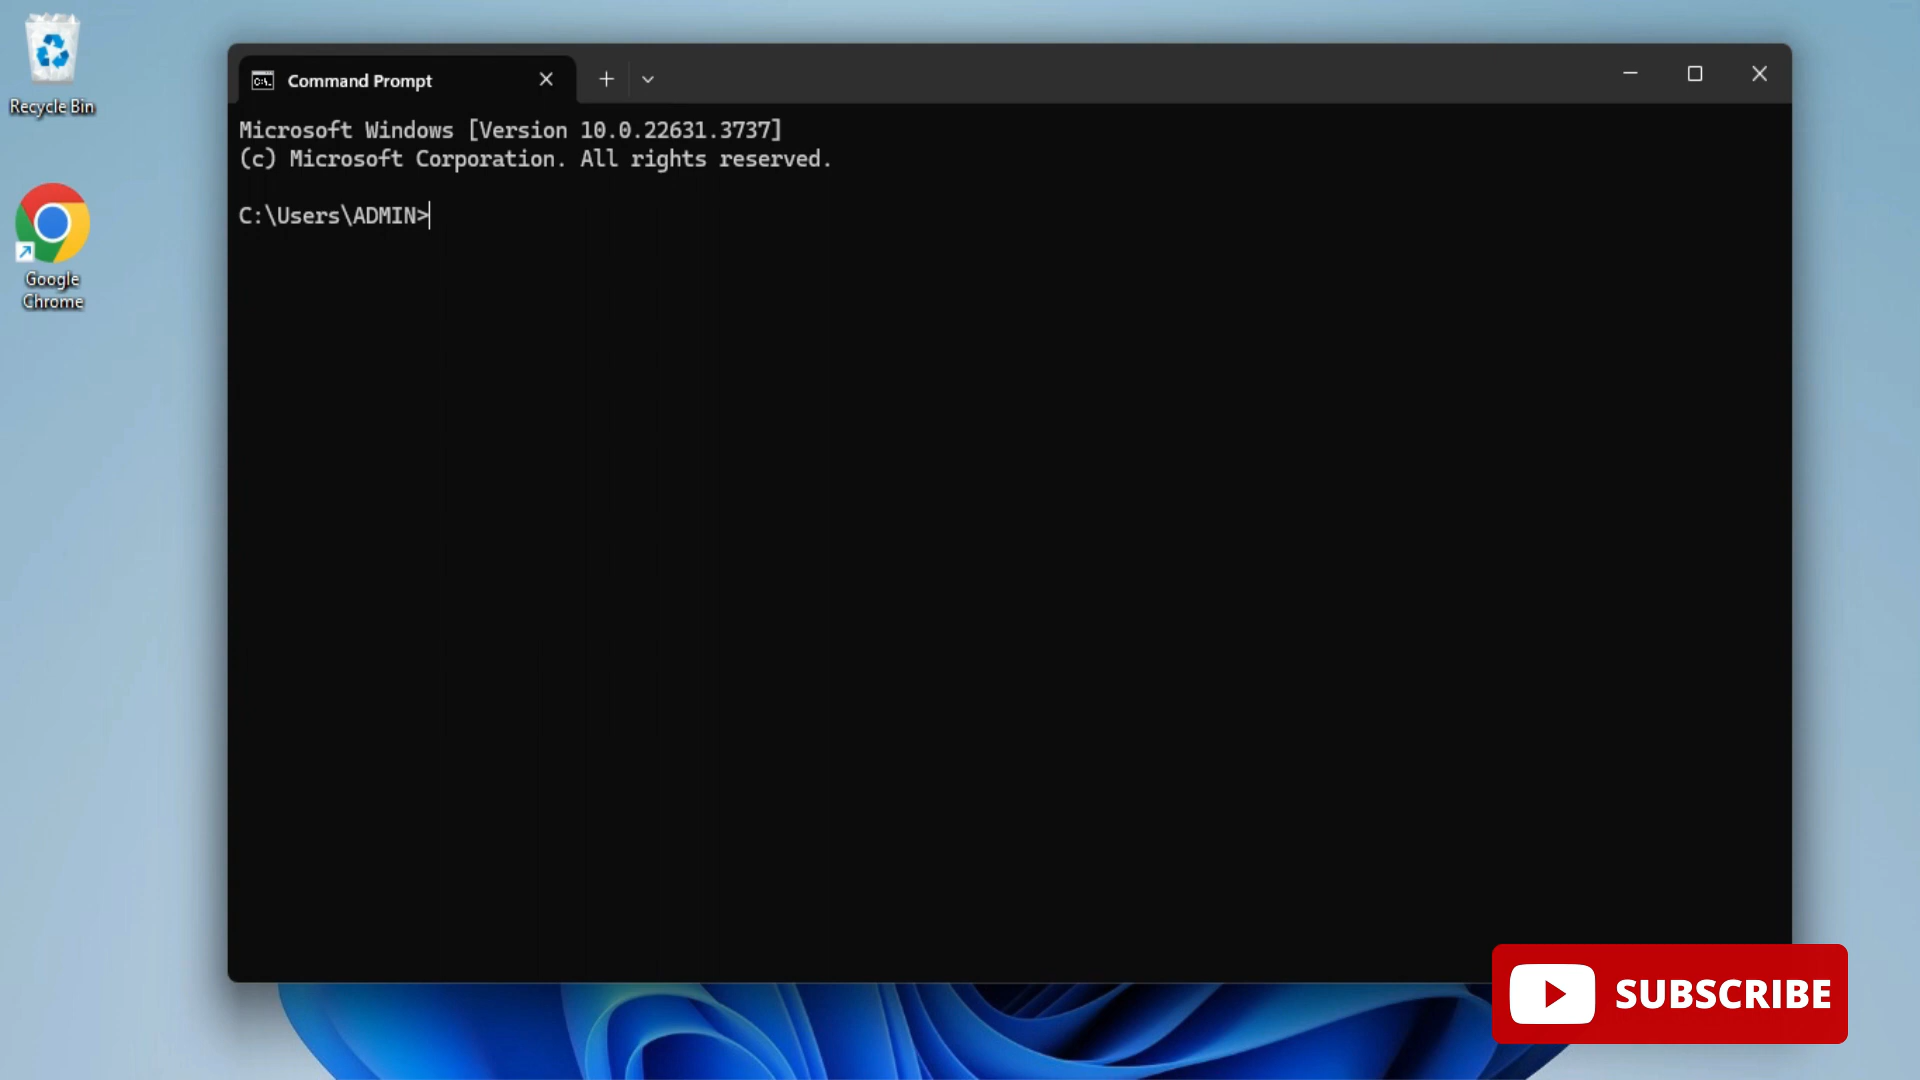 Recycle Bin
Google
Chrome
Command Prompt
Microsoft Windows [Version 10.0.22631.3737]
(c) Microsoft Corporation. All rights reserved.
C:\Users\ADMIN>
SUBSCRIBE